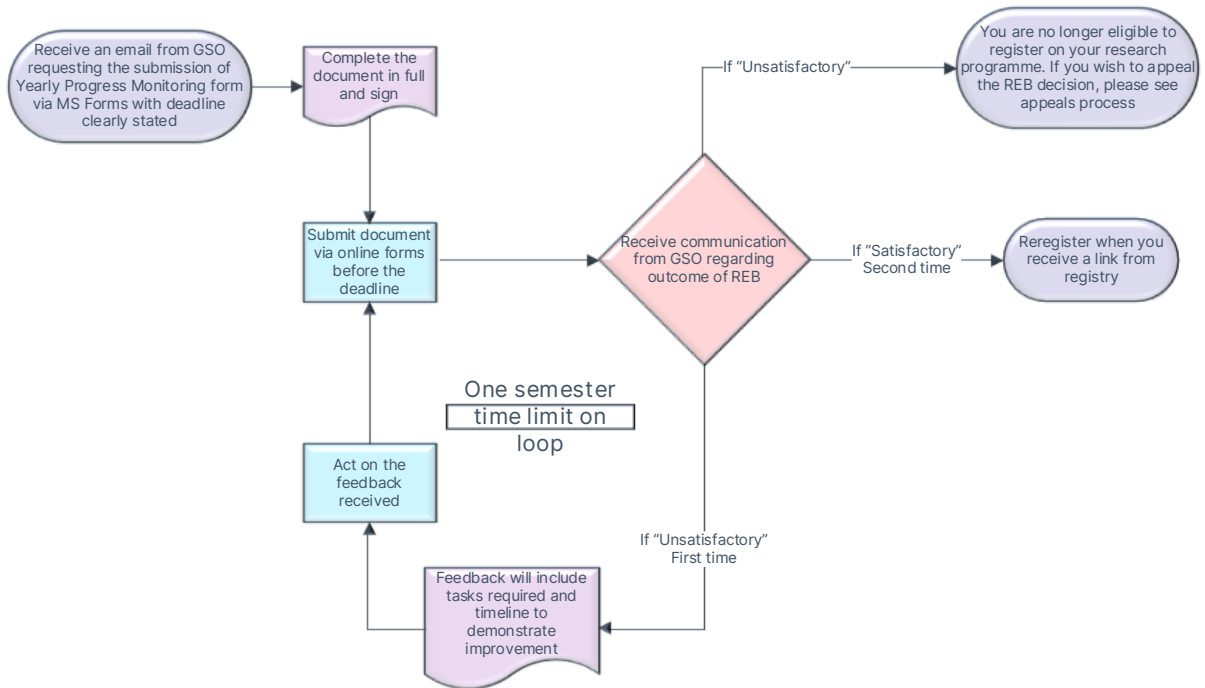 Receive an email from GSO
requesting the submission of
Yearly Progress Monitoring form
via MS Forms with deadline
clearly stated
Complete the
document in full
and sign
If “Unsatisfactory”
You are no longer eligible to
register on your research
programme. If you wish to appeal
the REB decision, please see
appeals process
Submit document
via online forms
before the
deadline
Receive communication
from GSO regarding
outcome of REB
If “Satisfactory”
Second time
Reregister when you
receive a link from
registry
One semester
time limit on
loop
Act on the
feedback
received
If “Unsatisfactory”
First time
Feedback will include
tasks required and
timeline to
demonstrate
improvement